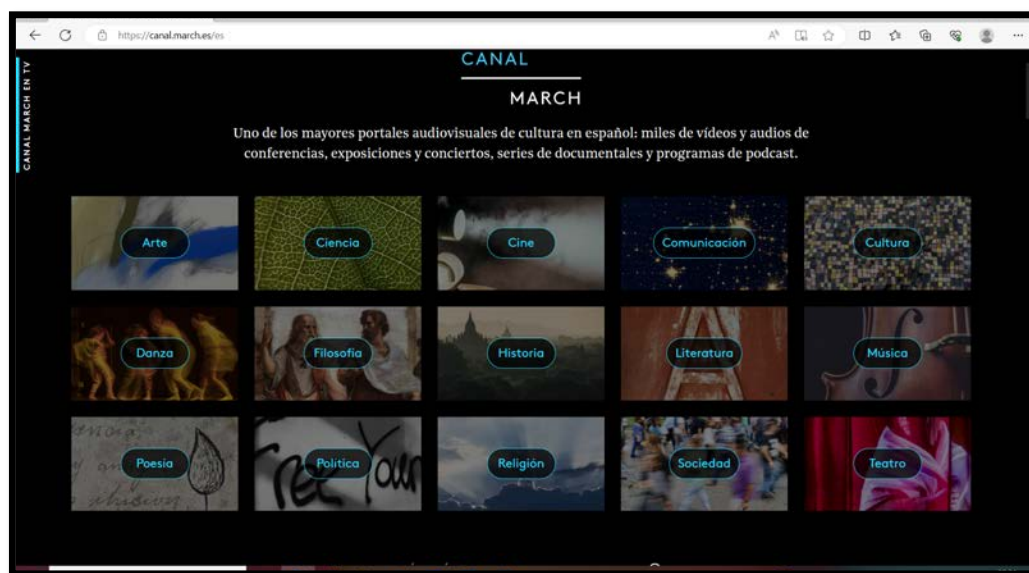 https://canal.march.es/es
CANAL MARCH EN TV
CANAL
MARCH
Uno de los mayores portales audiovisuales de cultura en español: miles de vídeos y audios de
conferencias, exposiciones y conciertos, series de documentales y programas de podcast.
Arte
Ciencia
Cine
Comunicación
Cultura
Danza
Filosofía
Historia
Literatura
Música
Poesía
Política
Religión
Sociedad
Teatro